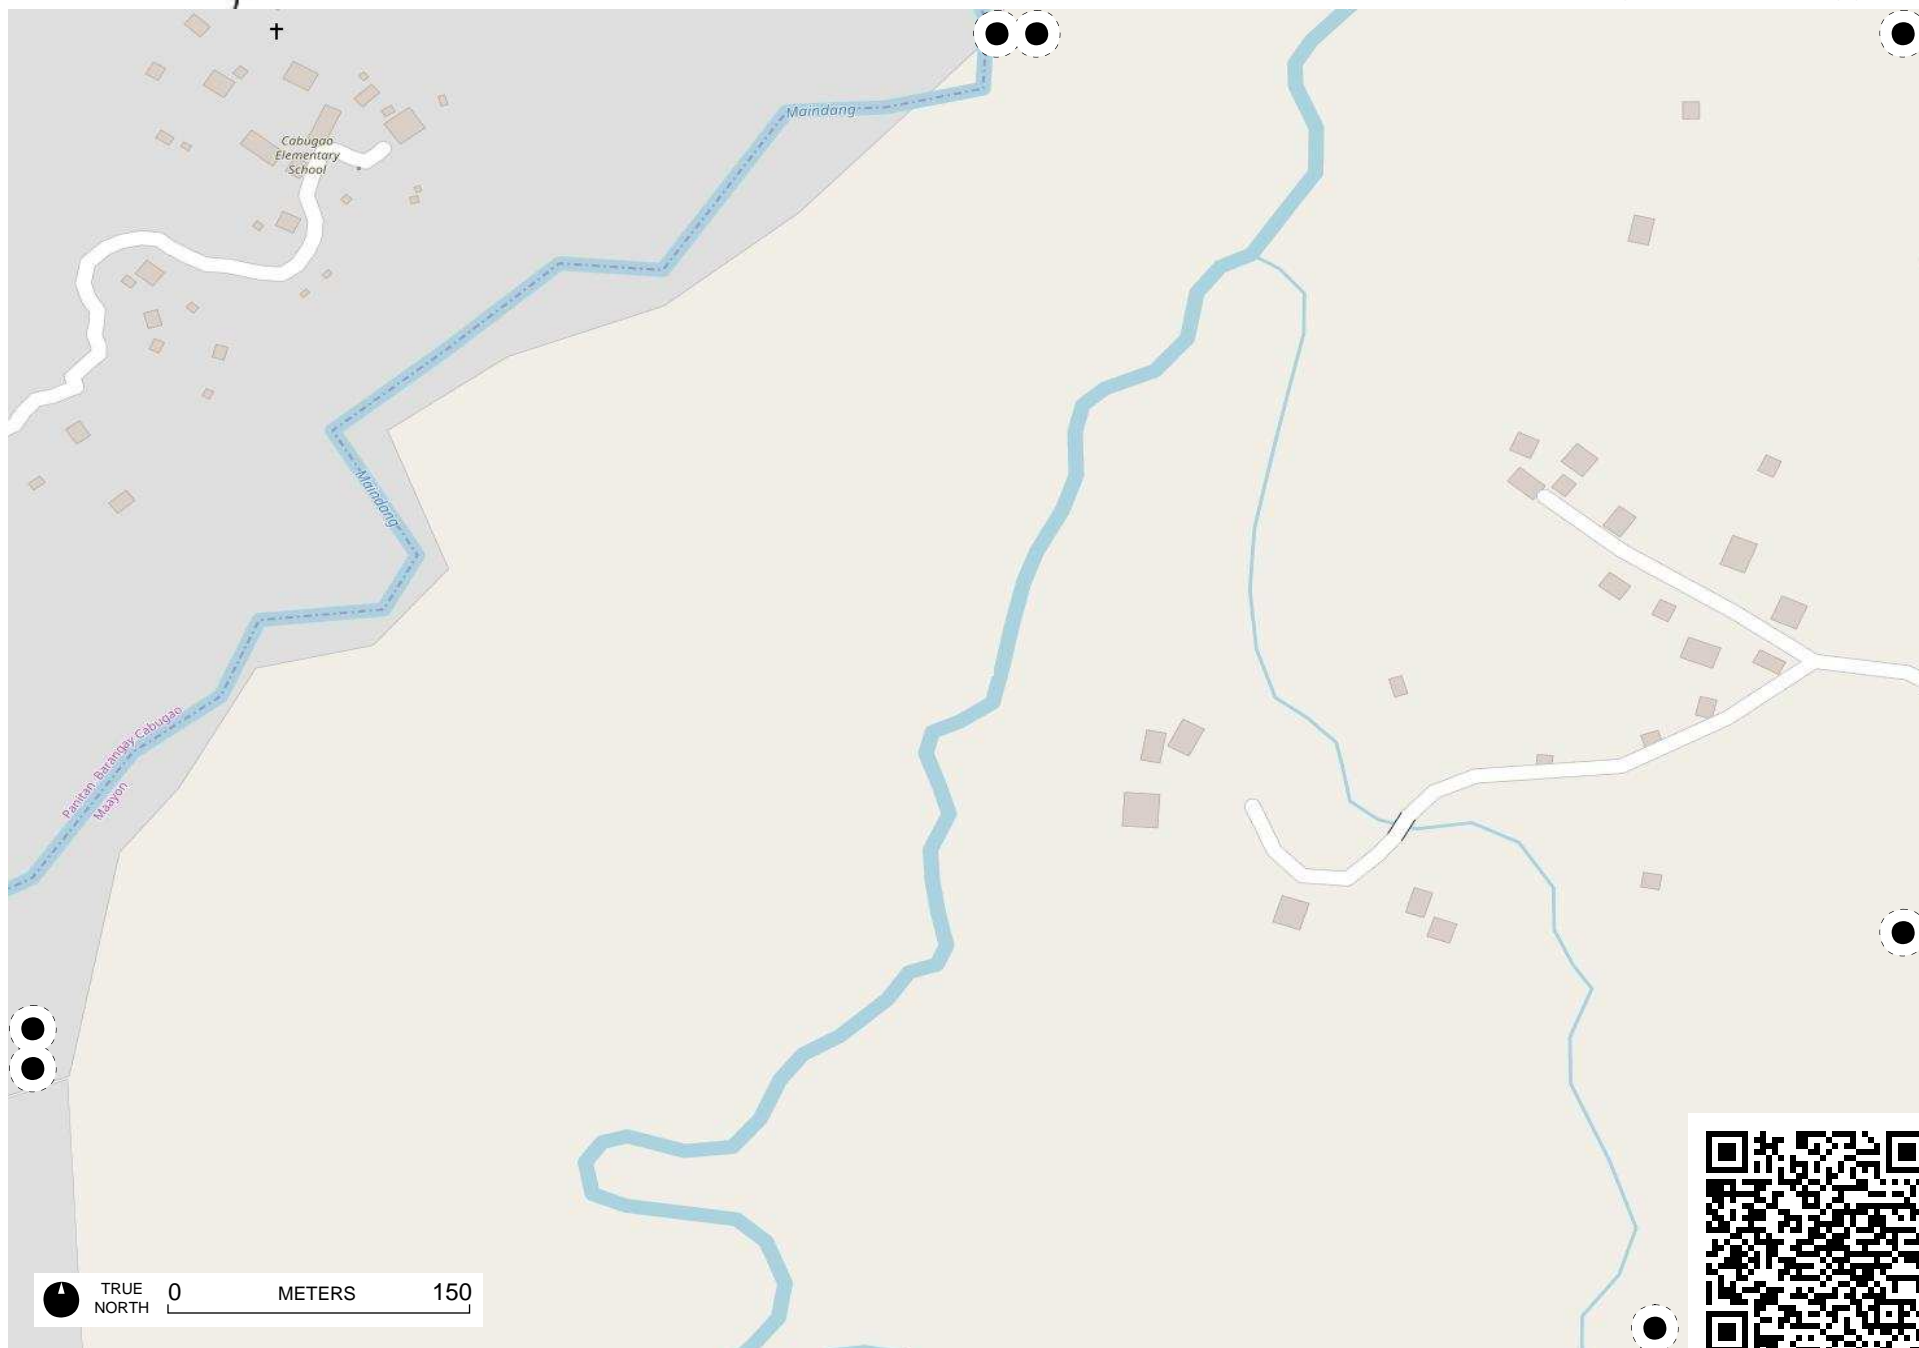 Maindang
Cabugao
Elementary
School
Maindang
Panitan Barangay Cabugao
Maayon
TRUE
NORTH
0 METERS 150